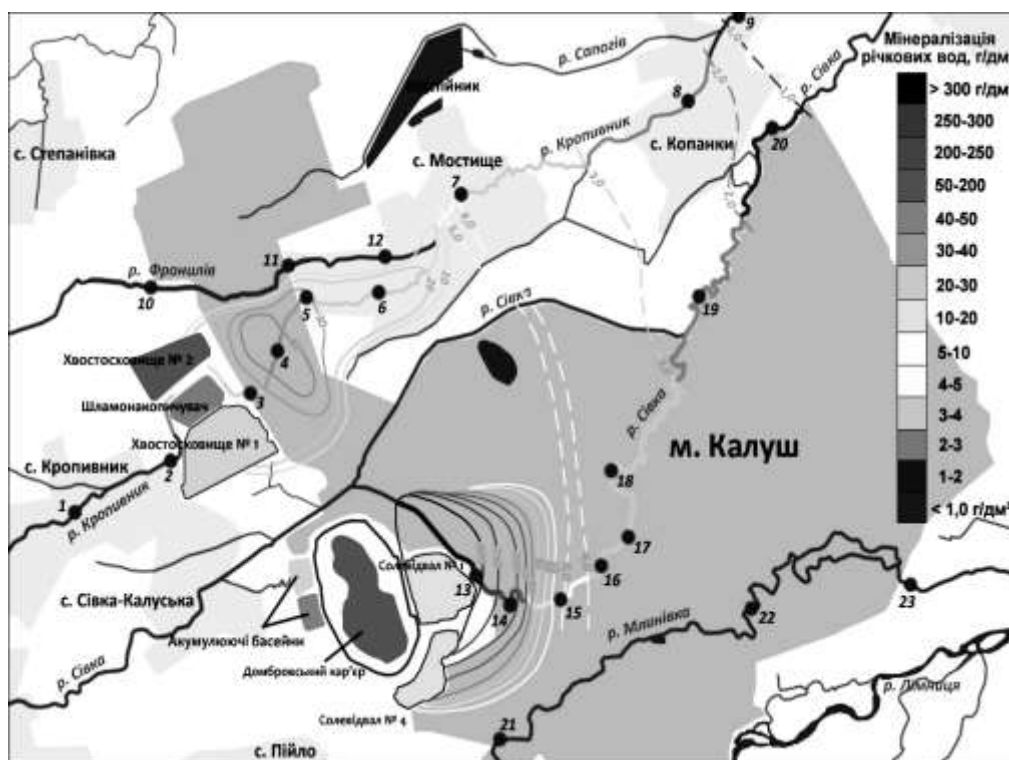 Мінералізація
річкових вод, г/дм³
> 300 г/дм³
250-300
200-250
50-200
40-50
30-40
20-30
10-20
5-10
4-5
3-4
2-3
1-2
< 1,0 г/дм³
9
р. Сапогів
р. Сівка
8
20
р. Кропивник
с. Копанки
с. Степанівка
с. Мостище
7
12
11
р. Франилів
10
5
6
р. Сівка
19
4
Хвостосховище № 2
3
Шламонакопичувач
Хвостосховище № 1
с. Кропивник
2
1
р. Кропивник
р. Сівка
м. Калуш
18
17
16
15
14
13
Солевідвал № 1
с. Сівка-Калуська
Акумулюючі басейни
Домбровський кар'єр
р. Сівка
Солевідвал № 4
с. Пійло
р. Млинівка
21
22
23
р. Лімниця